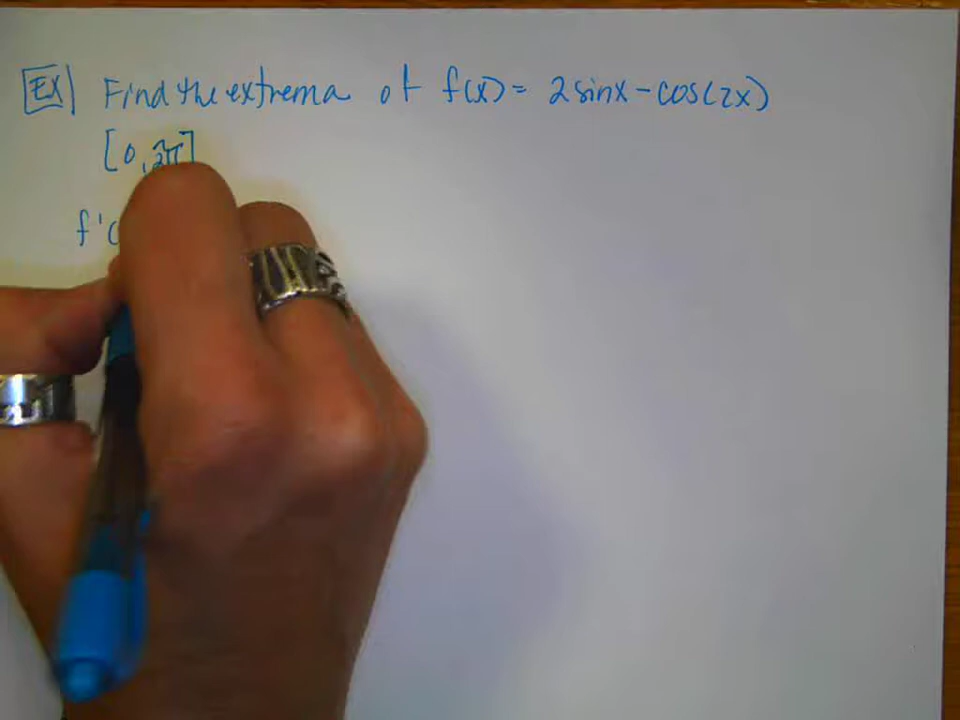 Ex Find the extrema of f(x) = 2sinx - cos(2x)
[0, 2π]
f'(